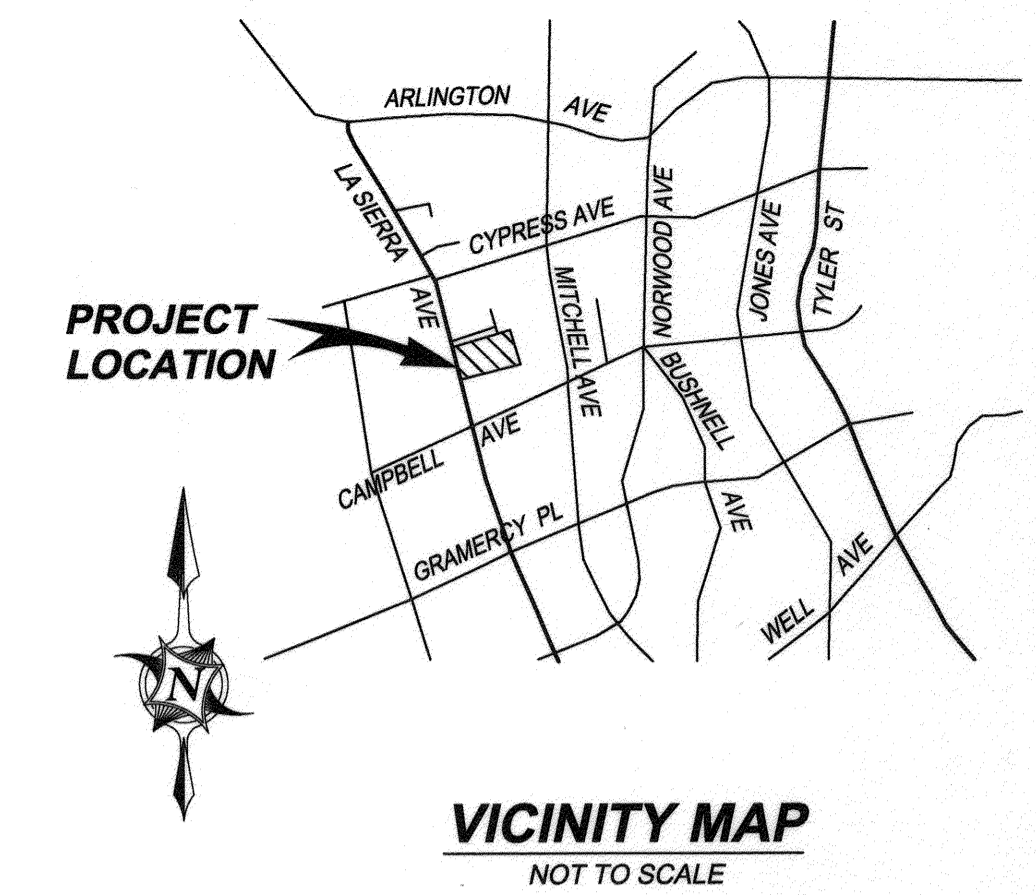 ARLINGTON AVE
LA SIERRA AVE
CYPRESS AVE
NORWOOD AVE
JONES AVE
TYLER ST
MITCHELL AVE
PROJECT
LOCATION
BUSHNELL AVE
CAMPBELL AVE
GRAMERCY PL
WELL AVE
N
VICINITY MAP
NOT TO SCALE